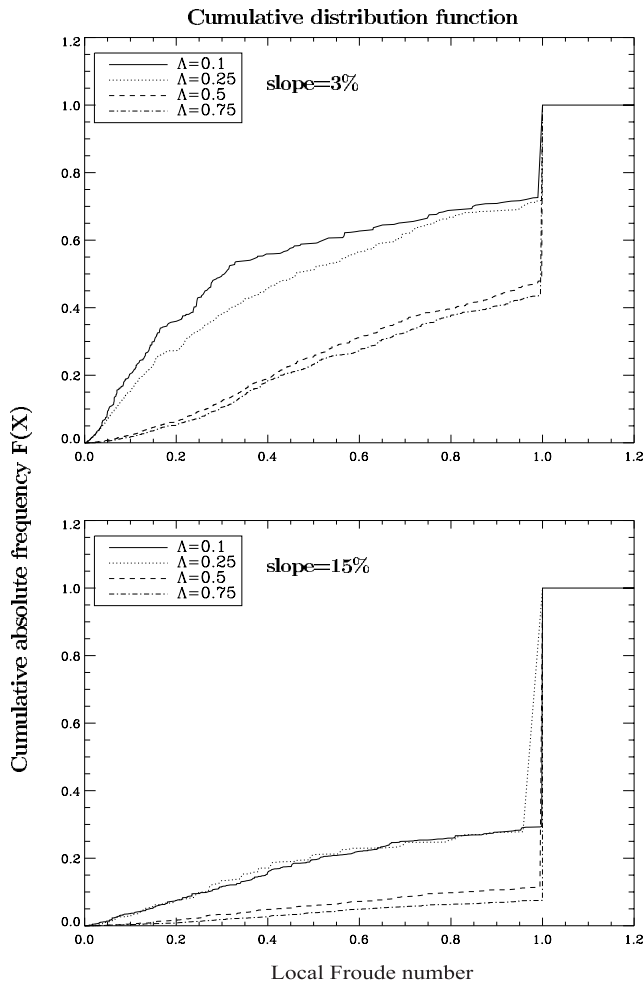 Cumulative distribution function
1.2
Λ=0.1
Λ=0.25
Λ=0.5
Λ=0.75
slope=3%
1.0
0.8
0.6
0.4
0.2
0.0
0.0 0.2 0.4 0.6 0.8 1.0 1.2
Cumulative absolute frequency F(X)
1.2
Λ=0.1
Λ=0.25
Λ=0.5
Λ=0.75
slope=15%
1.0
0.8
0.6
0.4
0.2
0.0
0.0 0.2 0.4 0.6 0.8 1.0 1.2
Local Froude number